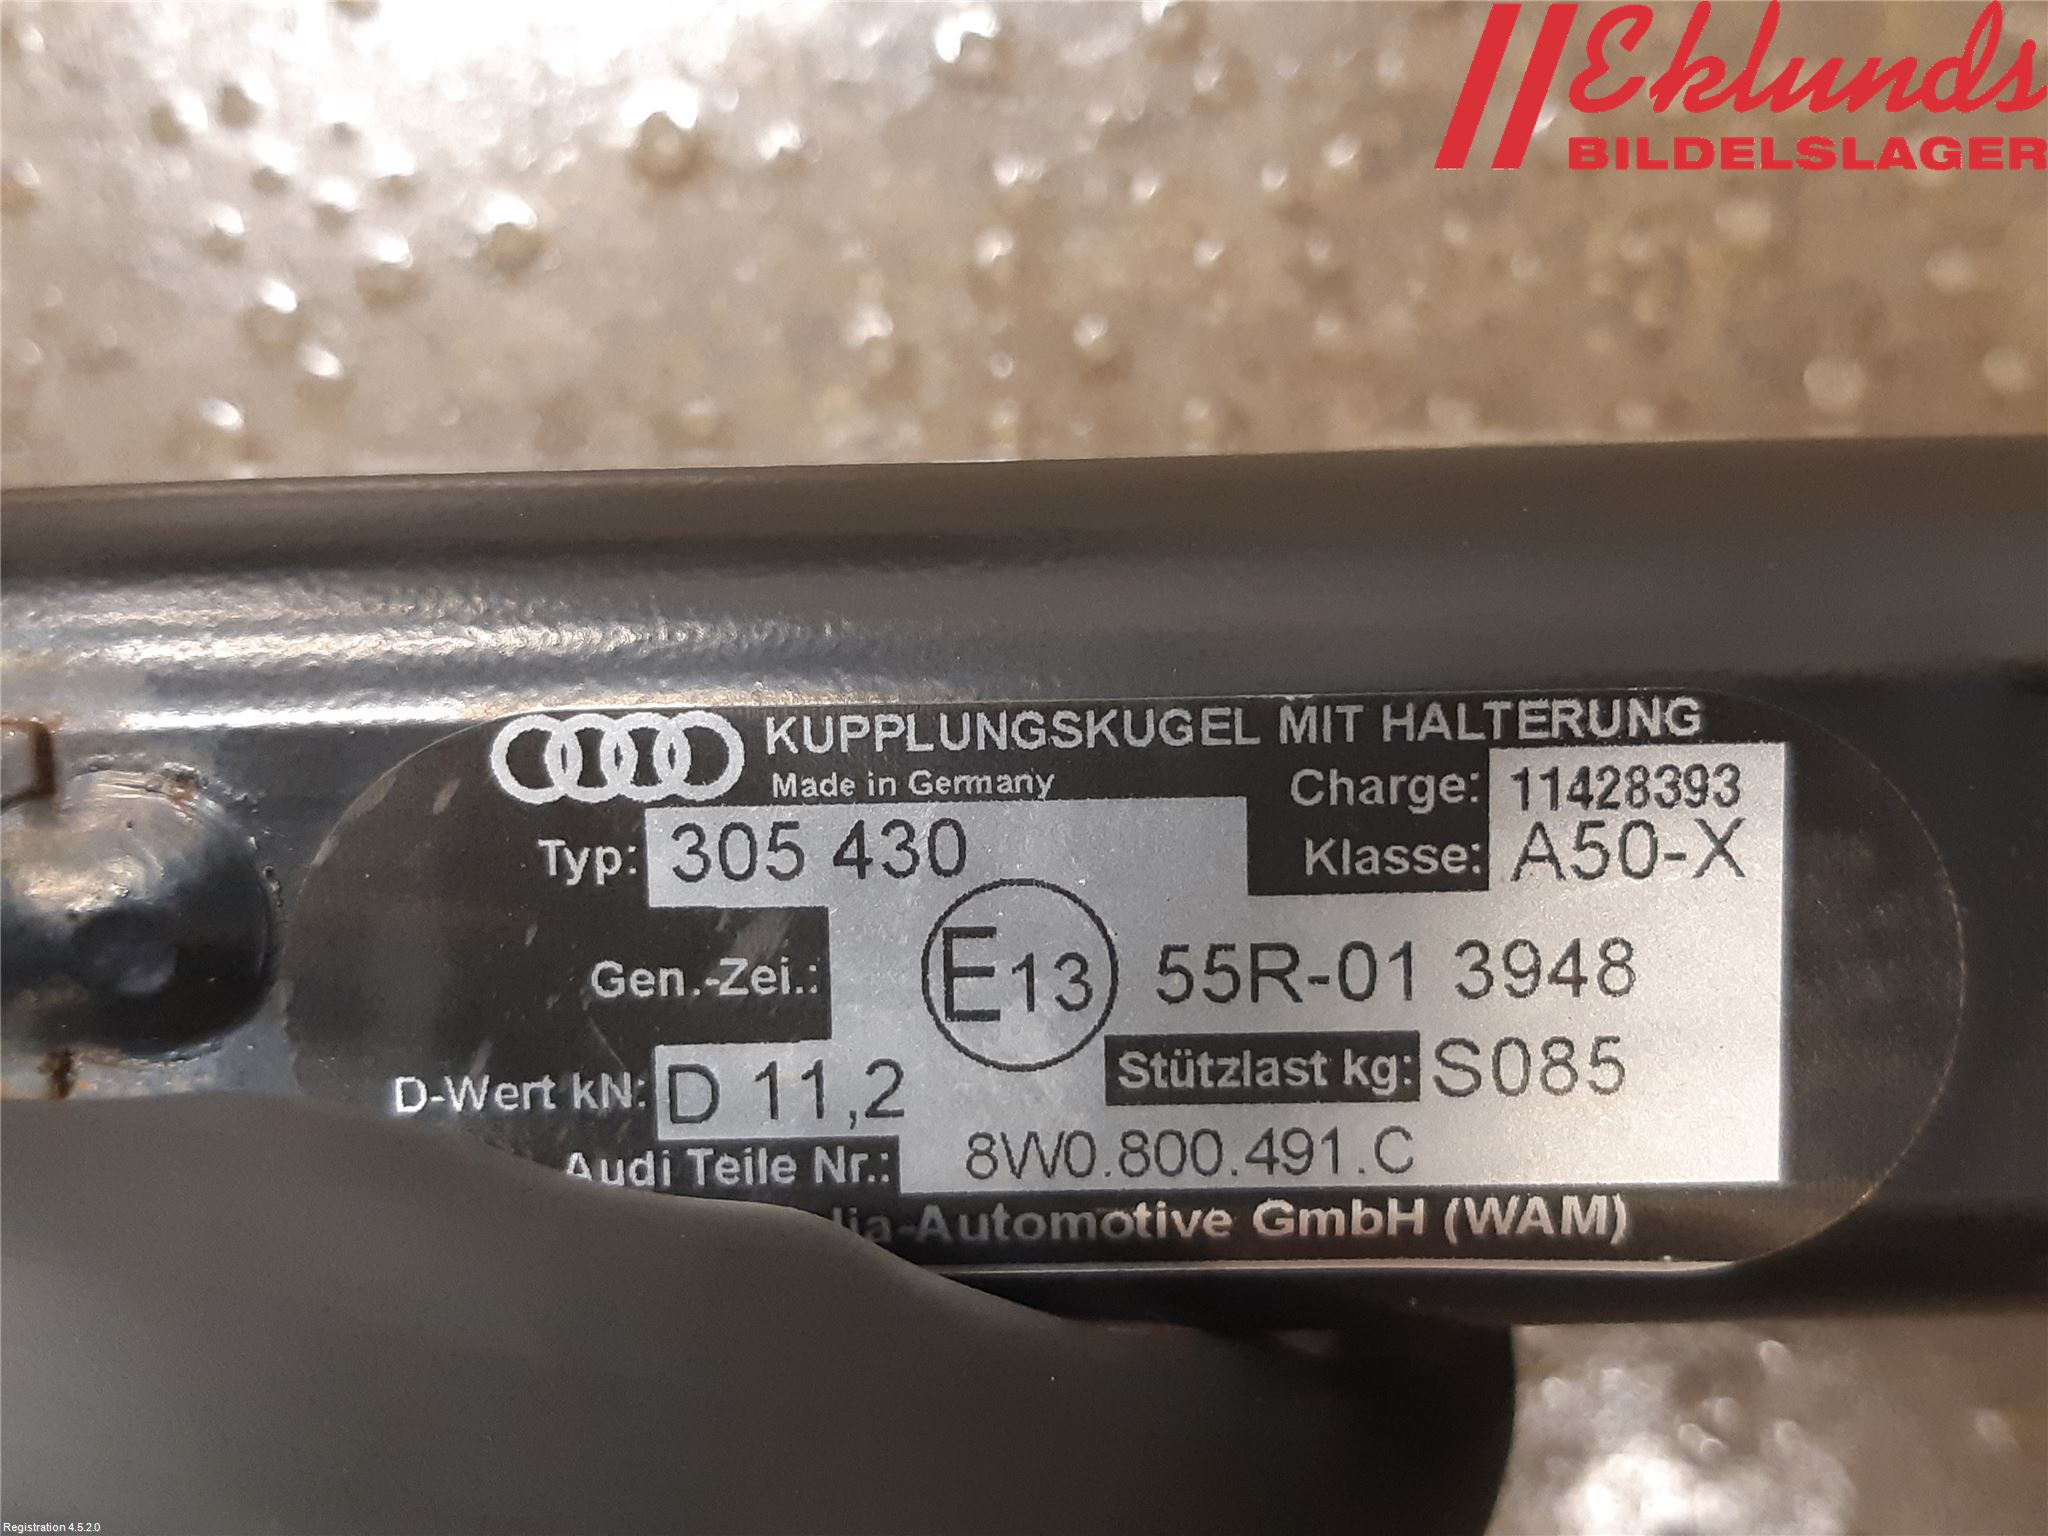 Eklunds
BILDELSLAGER
KUPPLUNGSKUGEL MIT HALTERUNG
Made in Germany
Charge: 11428393
Typ: 305 430
Klasse: A50-X
Gen.-Zei.: E13 55R-01 3948
D-Wert kN: D 11,2
Stützlast kg: S085
Audi Teile Nr.: 8W0.800.491.C
-Automotive GmbH (WAM)
Registration 4.5.2.0